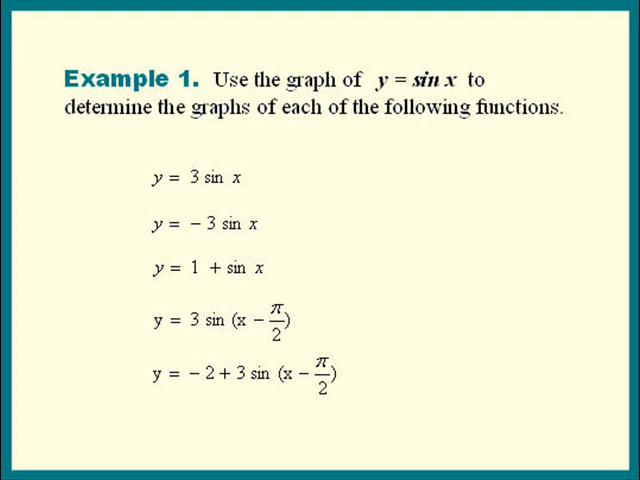 Example 1. Use the graph of y = sin x to
determine the graphs of each of the following functions.
y = 3 sin x
y = − 3 sin x
y = 1 + sin x
y = 3 sin (x − π/2)
y = − 2 + 3 sin (x − π/2)